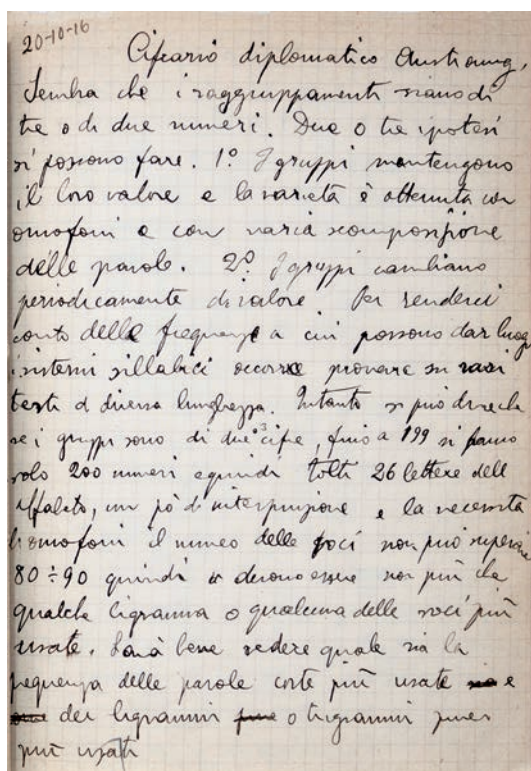 20-10-16
Cifrario diplomatico Austroung.
Sembra che i raggruppamenti siano di
tre o di due numeri. Due o tre ipotesi
si possono fare. 1º I gruppi mantengono
il loro valore e la varietà è ottenuta con
omofoni e con varia scomposizione
delle parole. 2º I gruppi cambiano
periodicamente di valore Per renderci
conto delle frequenze a cui possono dar luogo
i sistemi sillabici occorre provare su vari
testi di diversa lunghezza. Intanto si può dire che
se i gruppi sono di due o 3 cifre, fino a 199 si hanno
solo 200 numeri e quindi tolti 26 lettere dell
alfabeto, un pò d'interpunzione e la necessità
di omofoni il numero delle voci non può superare
80÷90 quindi devono essere non più che
qualche bigramma o qualcuna delle voci più
usate. Sarà bene vedere quale sia la
frequenza delle parole corte più usate e
dei bigrammi o trigrammi
più usati